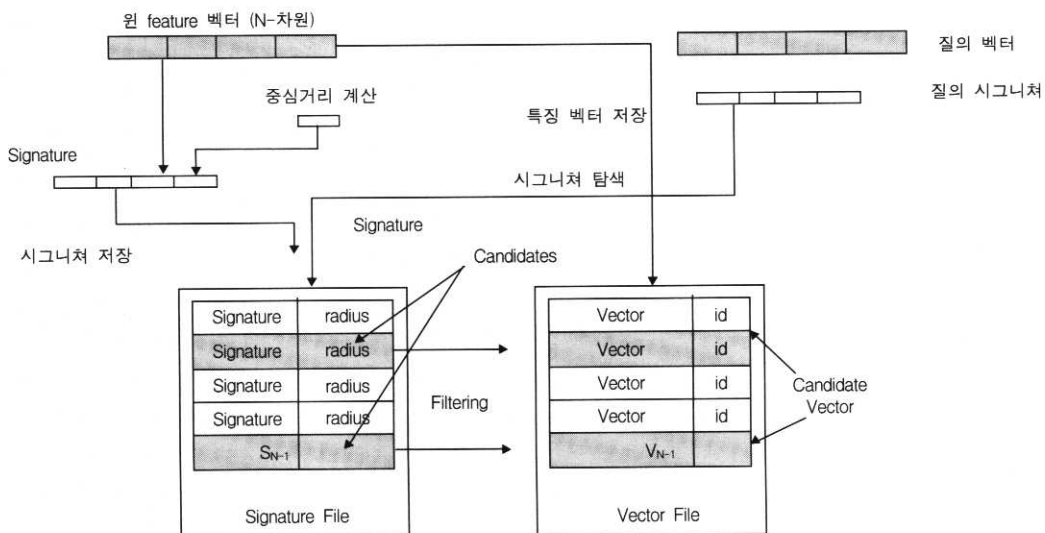 윈 feature 벡터 (N-차원)
질의 벡터
중심거리 계산
특징 벡터 저장
질의 시그니쳐
Signature
시그니쳐 탐색
Signature
시그니쳐 저장
Candidates
Signature radius
Signature radius
Signature radius
Signature radius
S_N-1
Filtering
Signature File
Vector id
Vector id
Vector id
Vector id
V_N-1
Candidate
Vector
Vector File